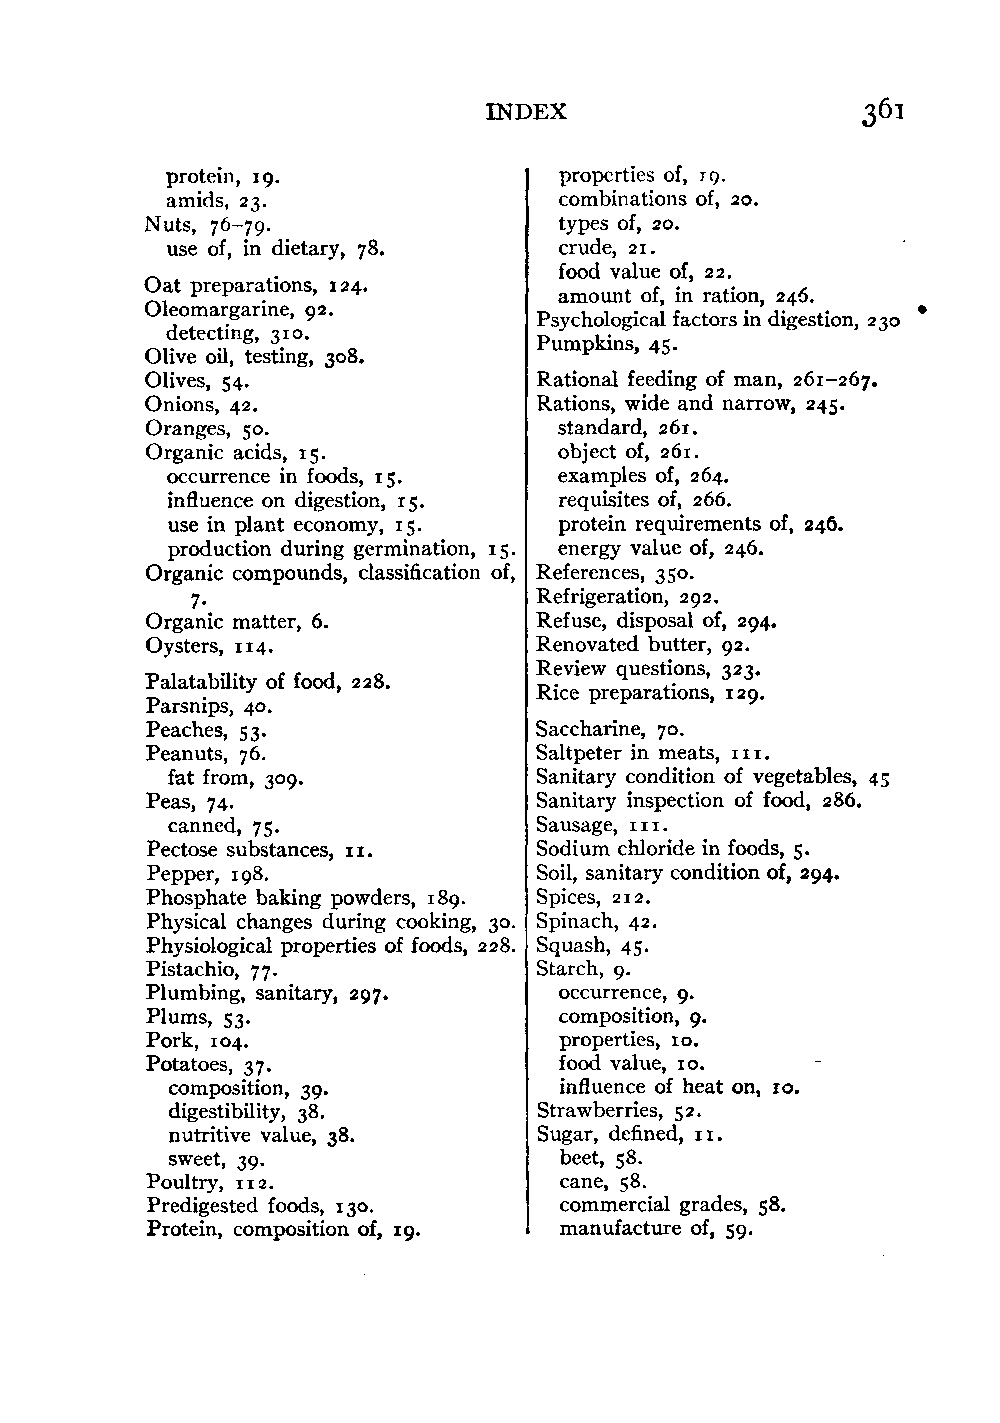 INDEX 361
protein, 19.
amids, 23.
Nuts, 76–79.
use of, in dietary, 78.
Oat preparations, 124.
Oleomargarine, 92.
detecting, 310.
Olive oil, testing, 308.
Olives, 54.
Onions, 42.
Oranges, 50.
Organic acids, 15.
occurrence in foods, 15.
influence on digestion, 15.
use in plant economy, 15.
production during germination, 15.
Organic compounds, classification of,
7.
Organic matter, 6.
Oysters, 114.
Palatability of food, 228.
Parsnips, 40.
Peaches, 53.
Peanuts, 76.
fat from, 309.
Peas, 74.
canned, 75.
Pectose substances, 11.
Pepper, 198.
Phosphate baking powders, 189.
Physical changes during cooking, 30.
Physiological properties of foods, 228.
Pistachio, 77.
Plumbing, sanitary, 297.
Plums, 53.
Pork, 104.
Potatoes, 37.
composition, 39.
digestibility, 38.
nutritive value, 38.
sweet, 39.
Poultry, 112.
Predigested foods, 130.
Protein, composition of, 19.
properties of, 19.
combinations of, 20.
types of, 20.
crude, 21.
food value of, 22.
amount of, in ration, 246.
Psychological factors in digestion, 230
Pumpkins, 45.
Rational feeding of man, 261–267.
Rations, wide and narrow, 245.
standard, 261.
object of, 261.
examples of, 264.
requisites of, 266.
protein requirements of, 246.
energy value of, 246.
References, 350.
Refrigeration, 292.
Refuse, disposal of, 294.
Renovated butter, 92.
Review questions, 323.
Rice preparations, 129.
Saccharine, 70.
Saltpeter in meats, 111.
Sanitary condition of vegetables, 45
Sanitary inspection of food, 286.
Sausage, 111.
Sodium chloride in foods, 5.
Soil, sanitary condition of, 294.
Spices, 212.
Spinach, 42.
Squash, 45.
Starch, 9.
occurrence, 9.
composition, 9.
properties, 10.
food value, 10.
influence of heat on, 10.
Strawberries, 52.
Sugar, defined, 11.
beet, 58.
cane, 58.
commercial grades, 58.
manufacture of, 59.